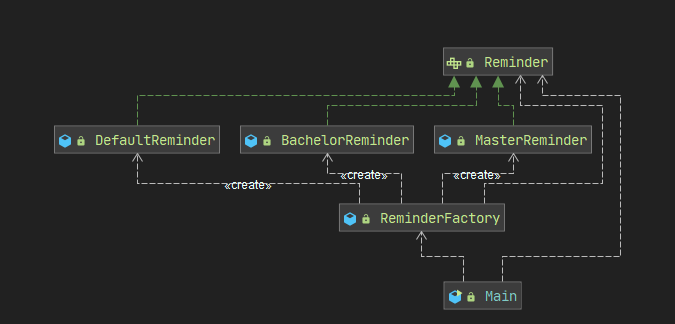 Reminder
DefaultReminder
BachelorReminder
MasterReminder
«create»
«create»
«create»
ReminderFactory
Main